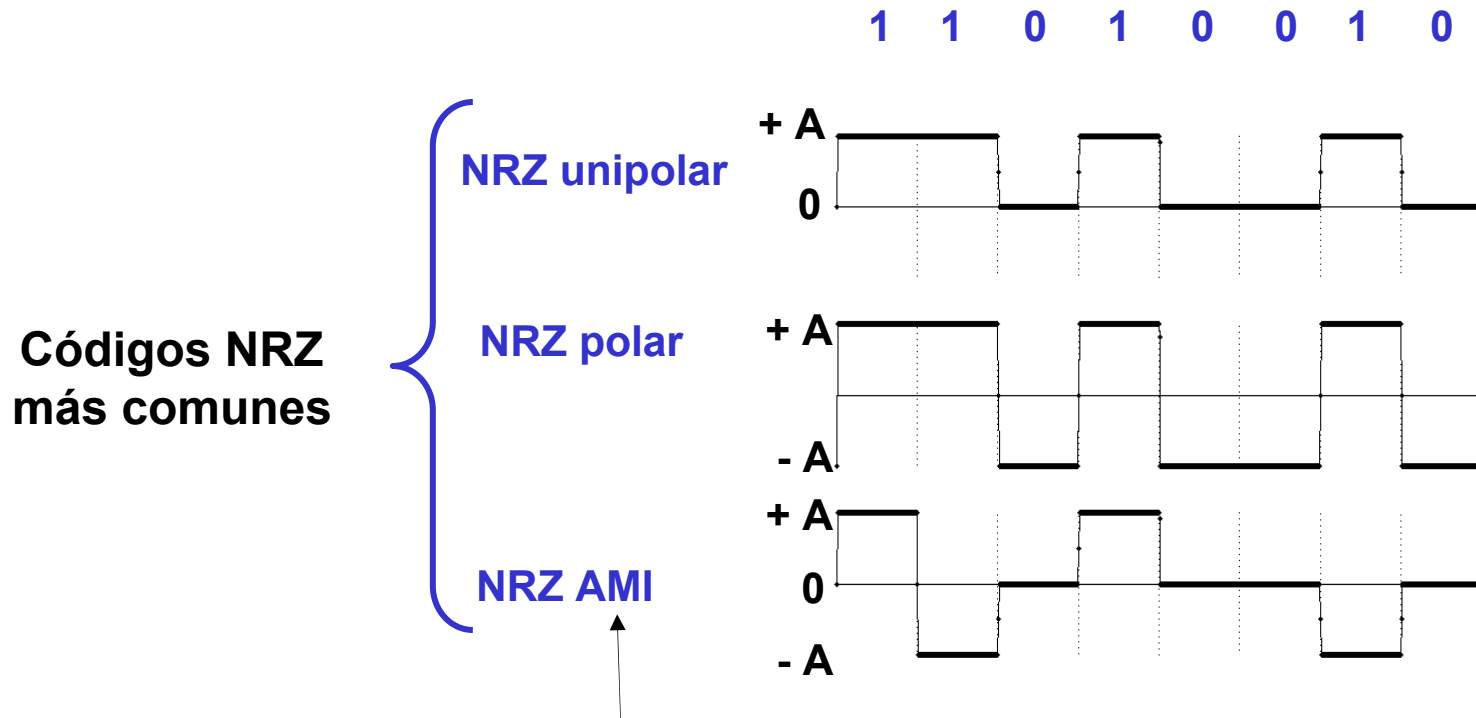 1 1 0 1 0 0 1 0
+ A
NRZ unipolar
0
Códigos NRZ
más comunes
+ A
NRZ polar
- A
+ A
NRZ AMI
0
- A